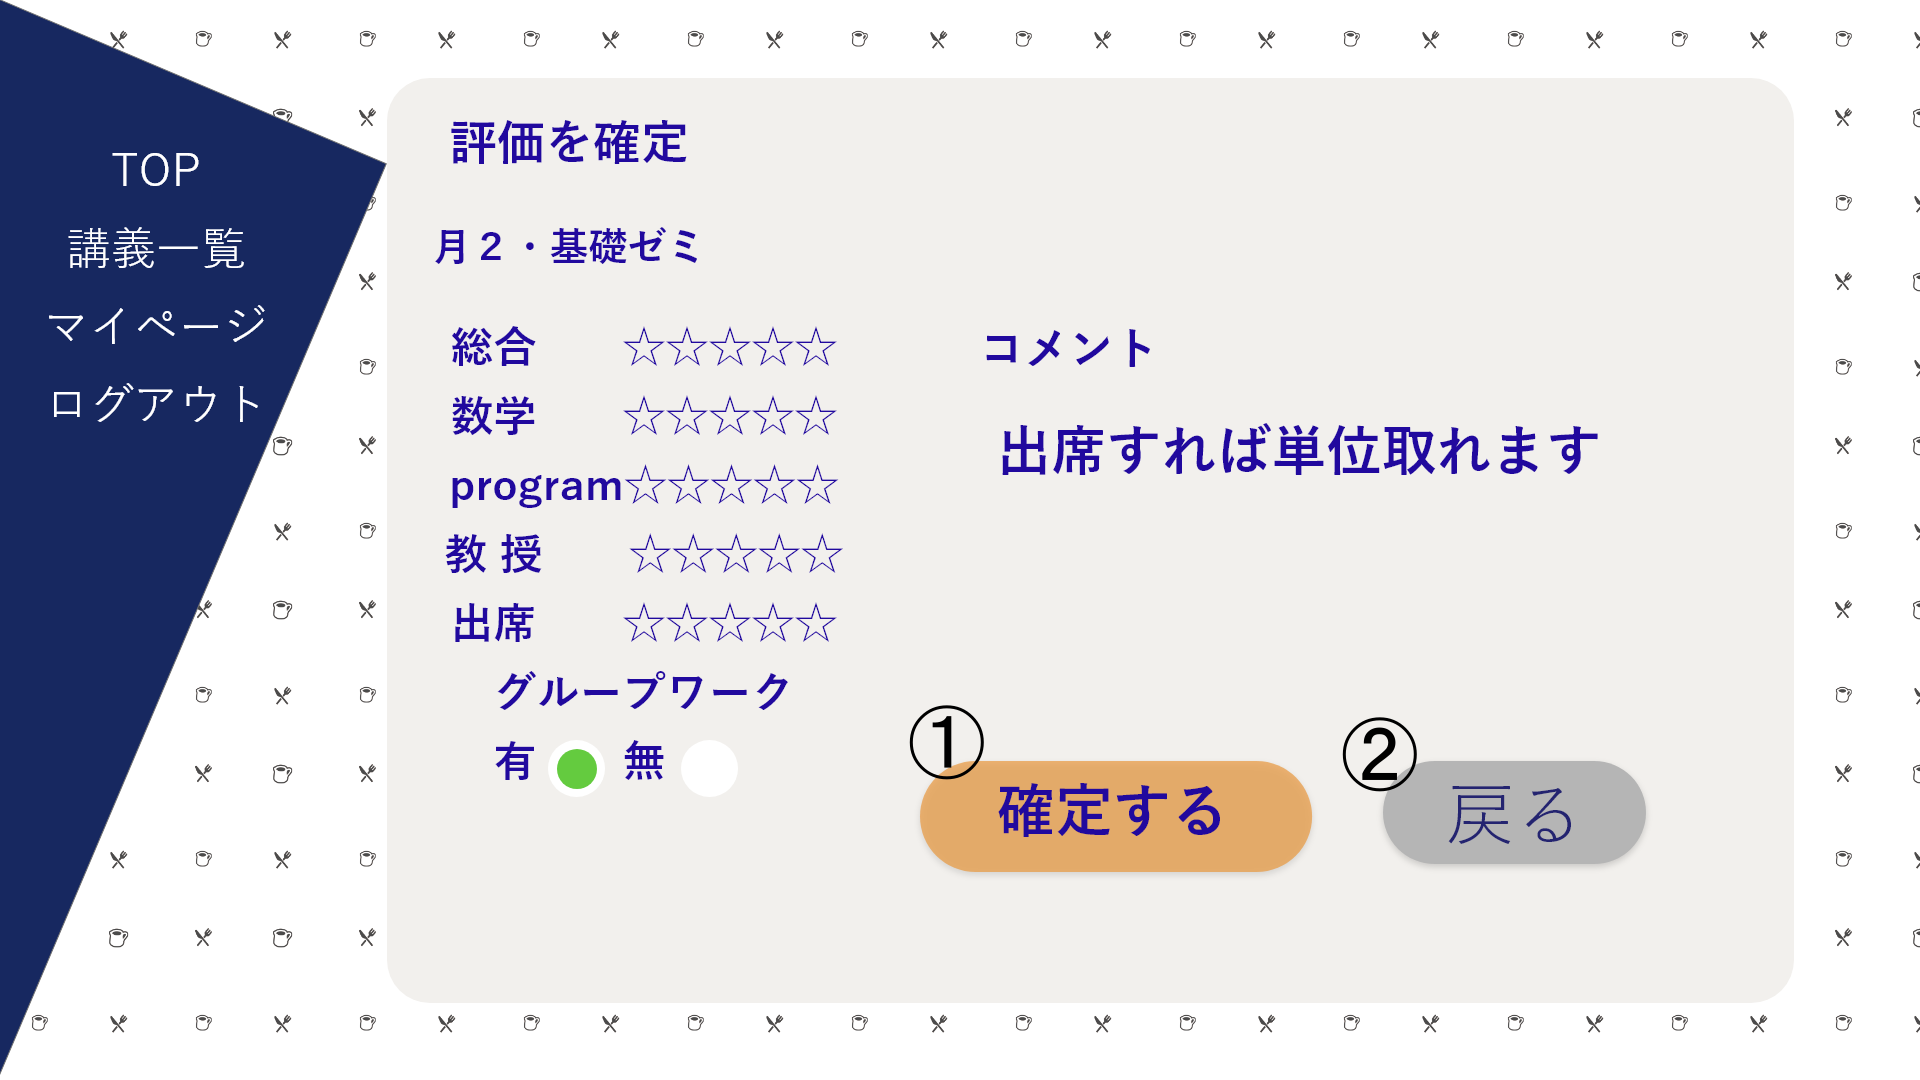 TOP
講義一覧
マイページ
ログアウト
評価を確定
月２・基礎ゼミ
総合 ☆☆☆☆☆
数学 ☆☆☆☆☆
program☆☆☆☆☆
教 授 ☆☆☆☆☆
出席 ☆☆☆☆☆
グループワーク
有 無
コメント
出席すれば単位取れます
①
確定する
②
戻る